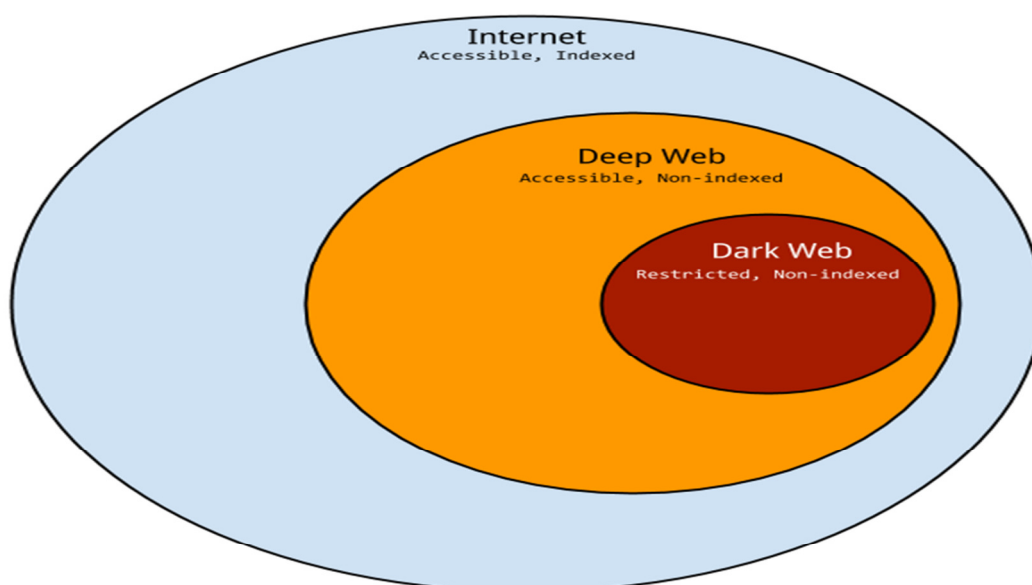 Internet
Accessible, Indexed
Deep Web
Accessible, Non-indexed
Dark Web
Restricted, Non-indexed